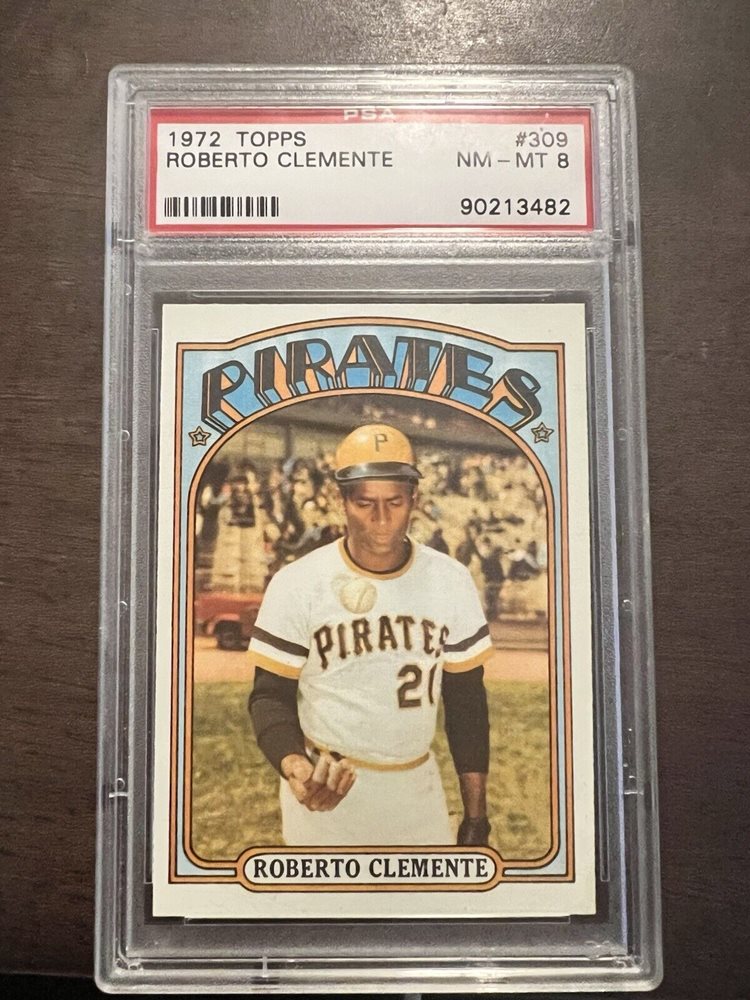 PSA
1972 TOPPS #309
ROBERTO CLEMENTE NM-MT 8
90213482
PIRATES
P
PIRATES
21
ROBERTO CLEMENTE